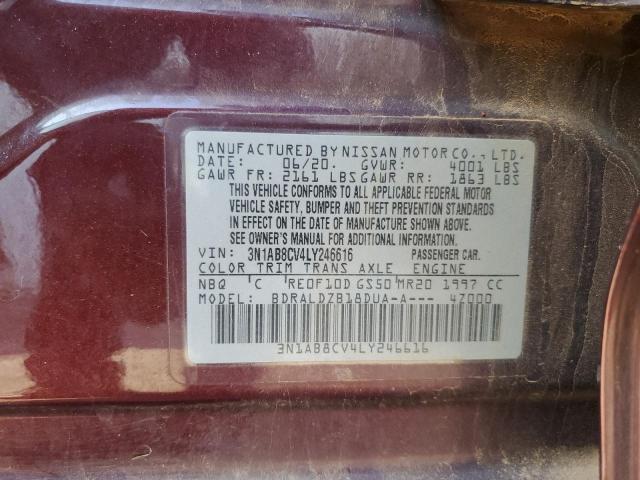 MANUFACTURED BY NISSAN MOTOR CO., LTD.
DATE: 06/20. GVWR: 4001 LBS
GAWR FR: 2161 LBS GAWR RR: 1863 LBS
THIS VEHICLE CONFORMS TO ALL APPLICABLE FEDERAL MOTOR
VEHICLE SAFETY, BUMPER AND THEFT PREVENTION STANDARDS
IN EFFECT ON THE DATE OF MANUFACTURE SHOWN ABOVE.
SEE OWNER'S MANUAL FOR ADDITIONAL INFORMATION.
VIN: 3N1AB8CV4LY246616 PASSENGER CAR.
COLOR TRIM TRANS AXLE ENGINE
NBQ C RE0F10D GS50 MR20 1997 CC
MODEL: BDRALDZB18DUA-A--- 47000
3N1AB8CV4LY246616